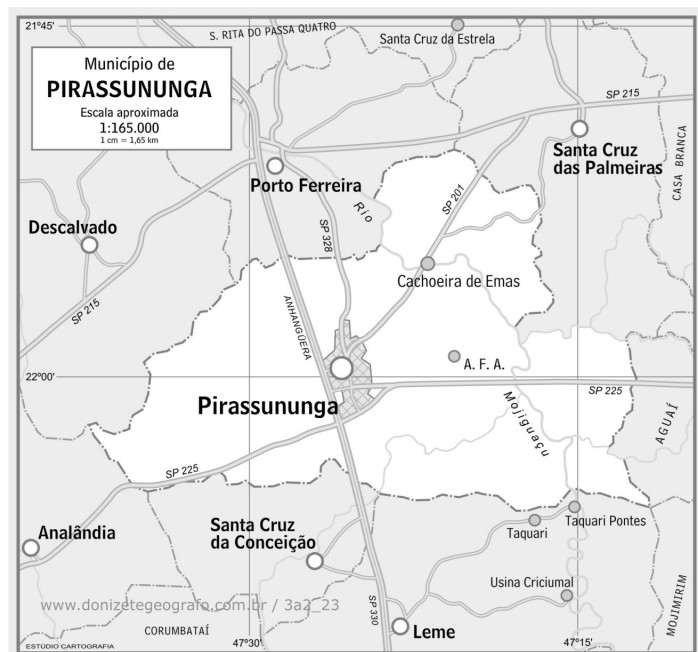 21°45'
S. RITA DO PASSA QUATRO
Santa Cruz da Estrela
Município de
PIRASSUNUNGA
Escala aproximada
1:165.000
1 cm = 1,65 km
SP 215
Santa Cruz
das Palmeiras
CASA BRANCA
Porto Ferreira
Rio
SP 201
Descalvado
SP 328
Cachoeira de Emas
SP 215
ANHANGÜERA
A. F. A.
22°00'
SP 225
Pirassununga
Mojiguaçu
AGUAÍ
SP 225
Analândia
Santa Cruz
da Conceição
Taquari Pontes
Taquari
Usina Criciumal
www.donizetegeografo.com.br / 3a2_23
SP 330
MOJIMIRIM
CORUMBATAÍ
Leme
ESTÚDIO CARTOGRAFIA
47°30'
47°15'